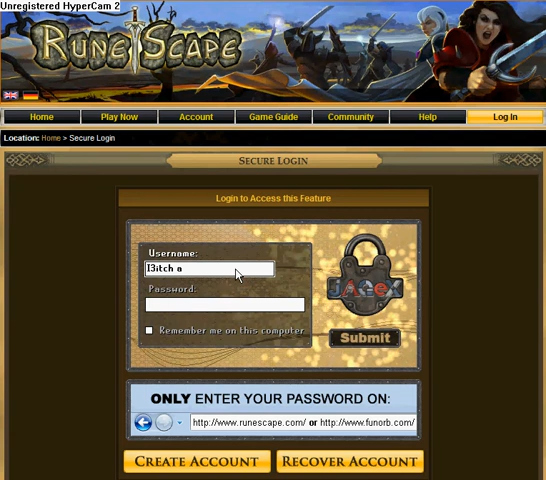 Unregistered HyperCam 2
RUNESCAPE
Home Play Now Account Game Guide Community Help Log In
Location: Home > Secure Login
SECURE LOGIN
Login to Access this Feature
Username:
I3itch a
Password:
JAGEX
Remember me on this computer
Submit
ONLY ENTER YOUR PASSWORD ON:
http://www.runescape.com/ or http://www.funorb.com/
CREATE ACCOUNT RECOVER ACCOUNT